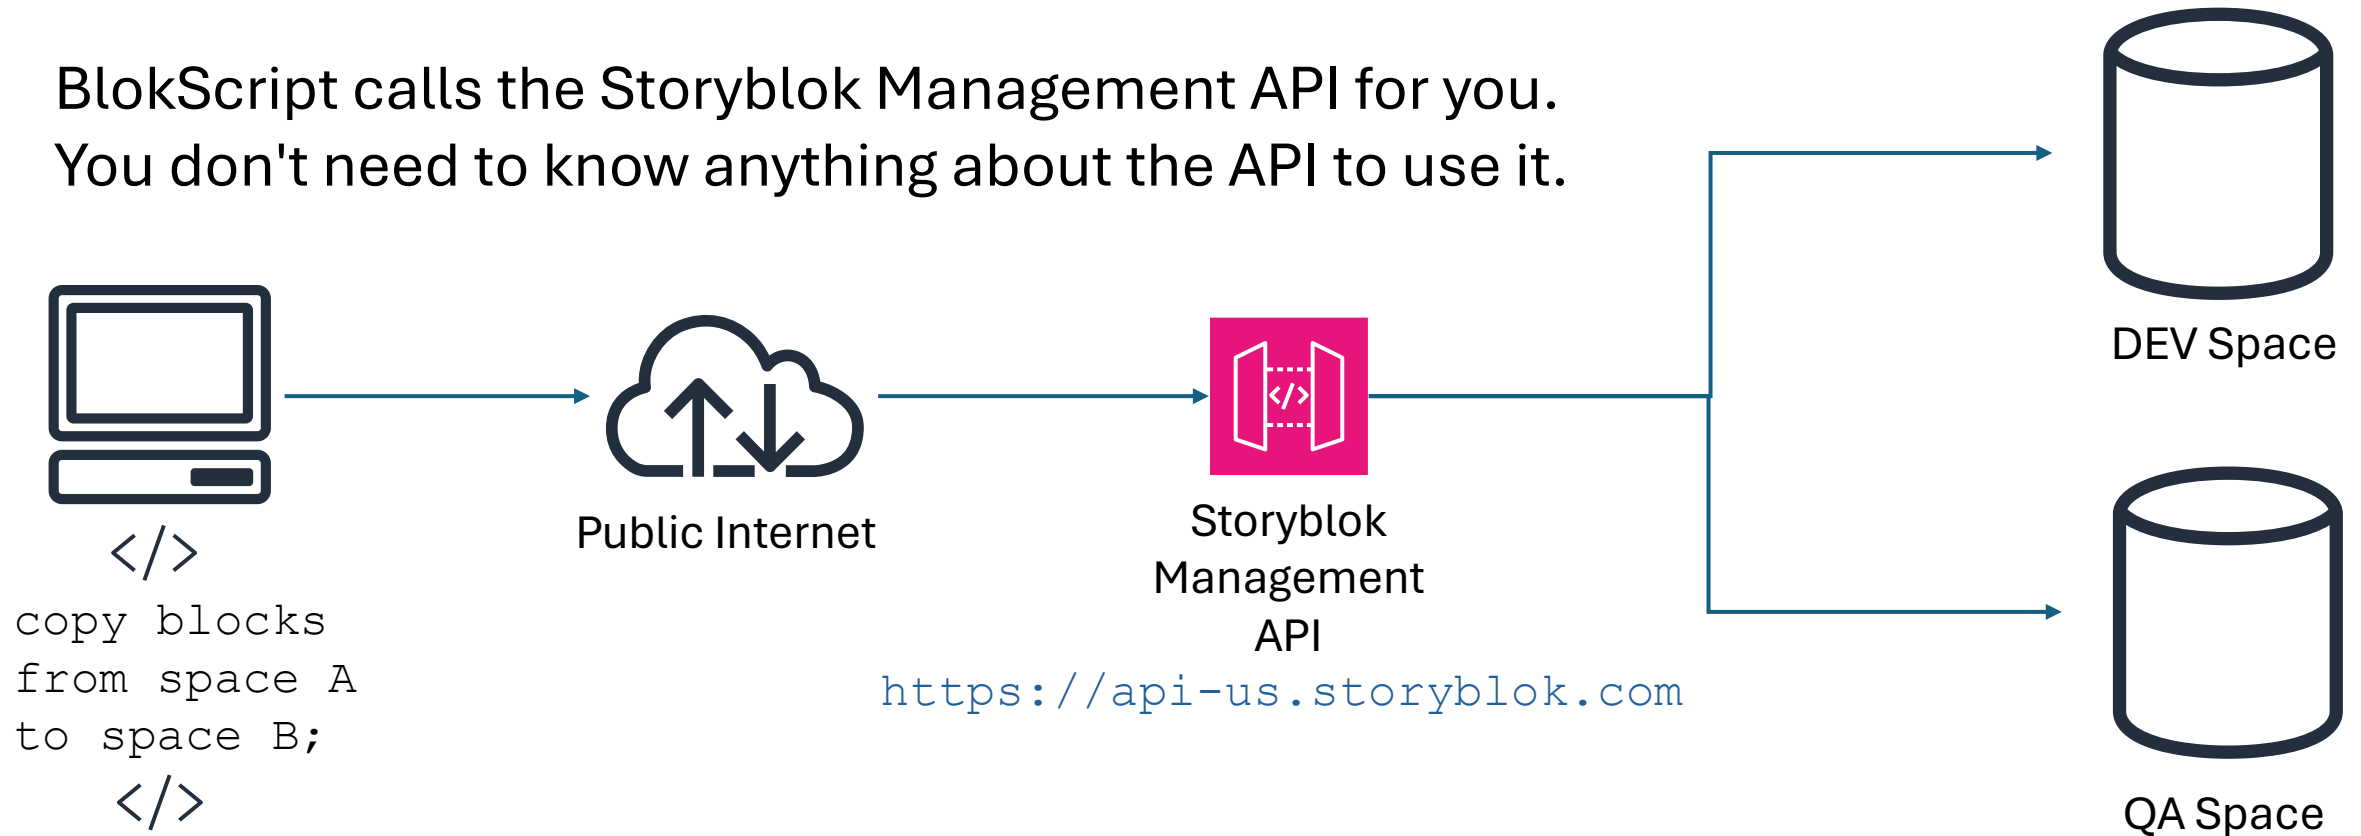 BlokScript calls the Storyblok Management API for you.
You don't need to know anything about the API to use it.
DEV Space
</>
Public Internet
</>
Storyblok
Management
API
https://api-us.storyblok.com
copy blocks
from space A
to space B;
</>
QA Space